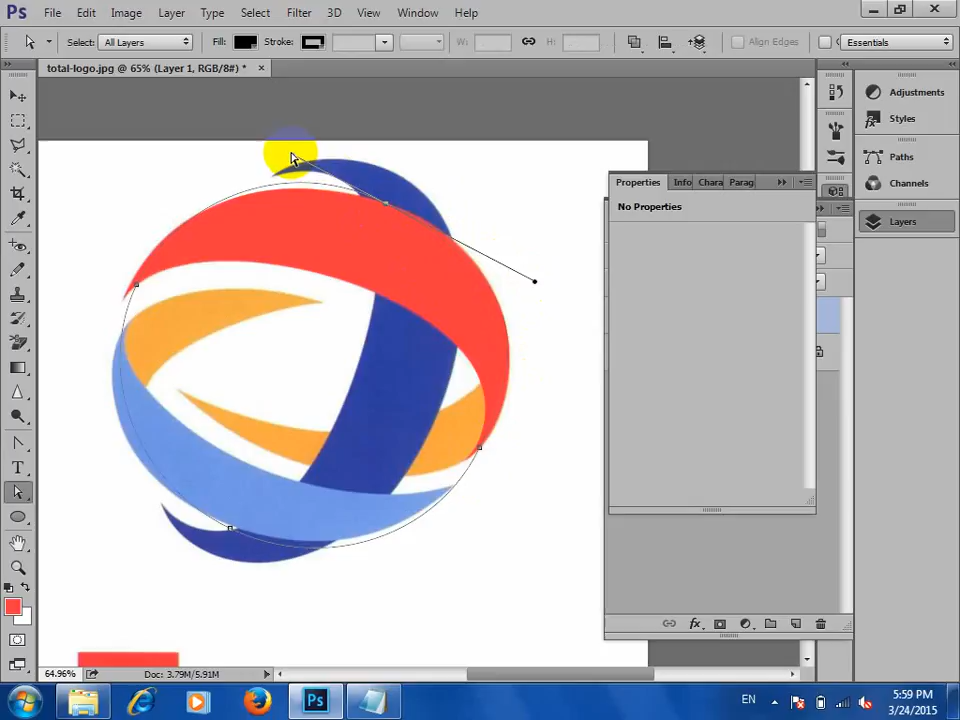 Ps File Edit Image Layer Type Select Filter 3D View Window Help
Select: All Layers Fill: Stroke: W: H: Align Edges Essentials
total-logo.jpg @ 65% (Layer 1, RGB/8#) * ×
Adjustments
Styles
Paths
Channels
Layers
Properties Info Chara Parag
No Properties
T
fx
64.96% Doc: 3.79M/5.91M
Ps EN 5:59 PM
3/24/2015